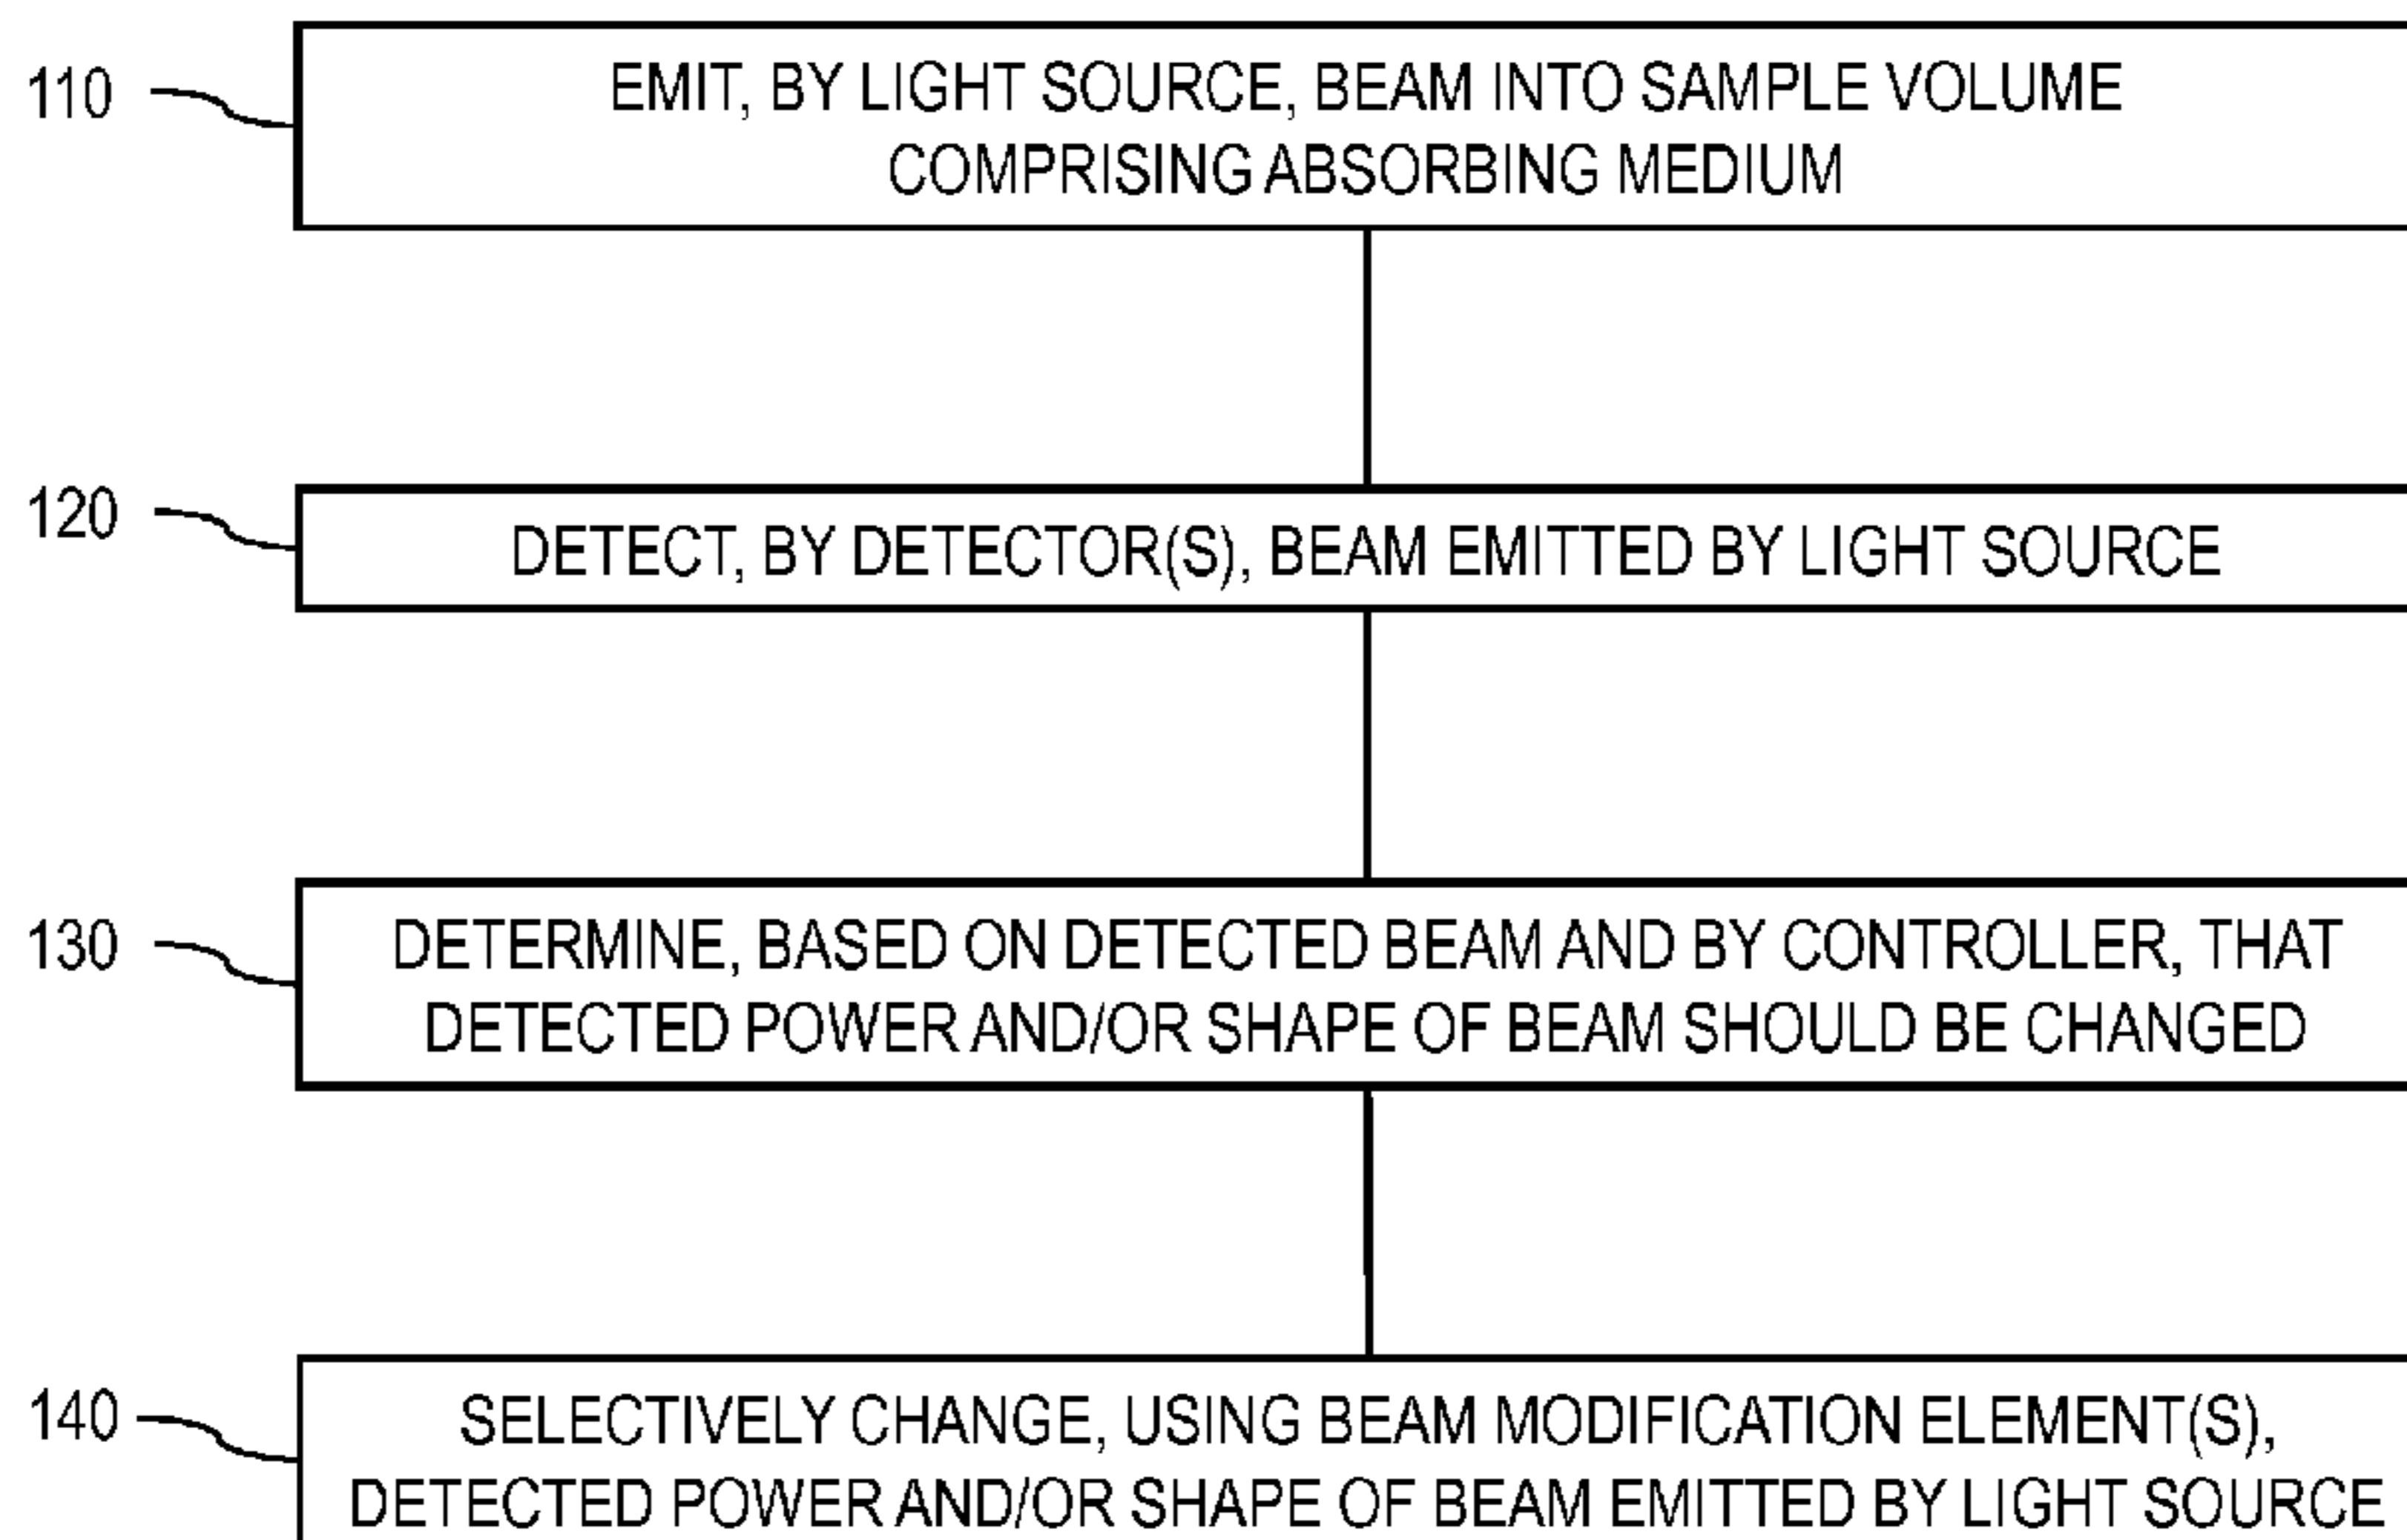 110
EMIT, BY LIGHT SOURCE, BEAM INTO SAMPLE VOLUME
COMPRISING ABSORBING MEDIUM
120
DETECT, BY DETECTOR(S), BEAM EMITTED BY LIGHT SOURCE
130
DETERMINE, BASED ON DETECTED BEAM AND BY CONTROLLER, THAT
DETECTED POWER AND/OR SHAPE OF BEAM SHOULD BE CHANGED
140
SELECTIVELY CHANGE, USING BEAM MODIFICATION ELEMENT(S),
DETECTED POWER AND/OR SHAPE OF BEAM EMITTED BY LIGHT SOURCE